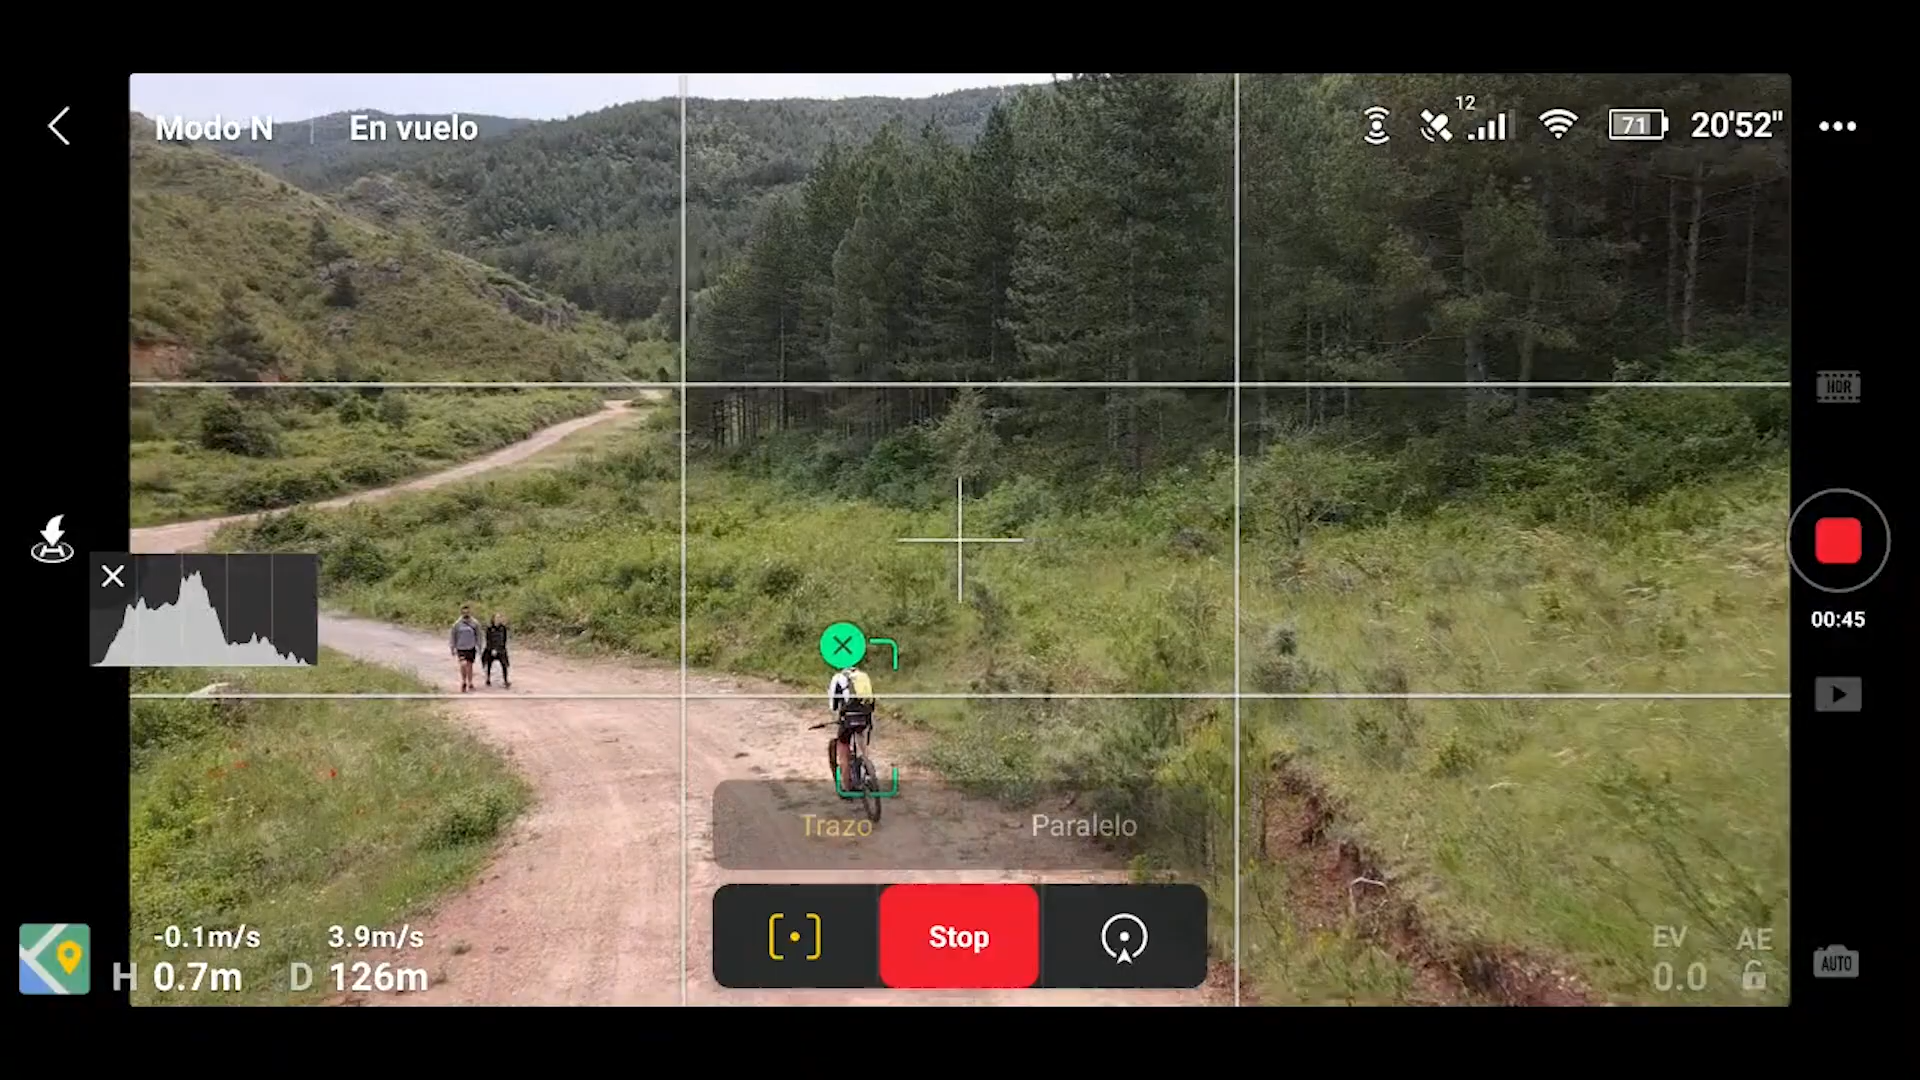 Modo N
En vuelo
12
71
20'52"
HDR
00:45
Trazo
Paralelo
Stop
-0.1m/s
3.9m/s
H 0.7m
D 126m
EV
0.0
AE
AUTO